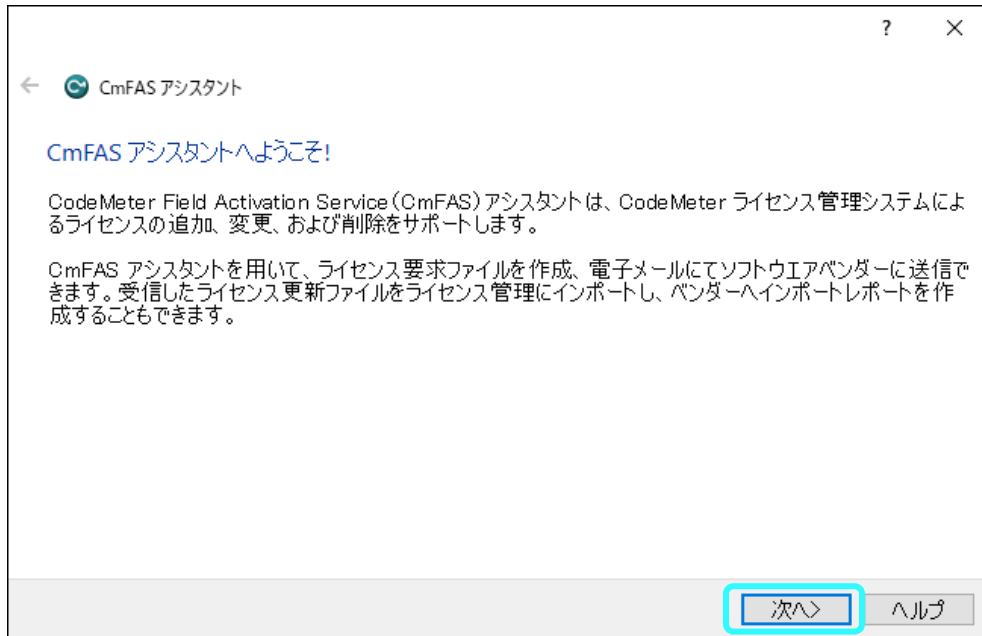 ?
CmFAS アシスタント
CmFAS アシスタントへようこそ!
CodeMeter Field Activation Service(CmFAS)アシスタントは、CodeMeter ライセンス管理システムによ
るライセンスの追加、変更、および削除をサポートします。
CmFAS アシスタントを用いて、ライセンス要求ファイルを作成、電子メールにてソフトウエアベンダーに送信で
きます。受信したライセンス更新ファイルをライセンス管理にインポートし、ベンダーへインポートレポートを作
成することもできます。
次へ> ヘルプ